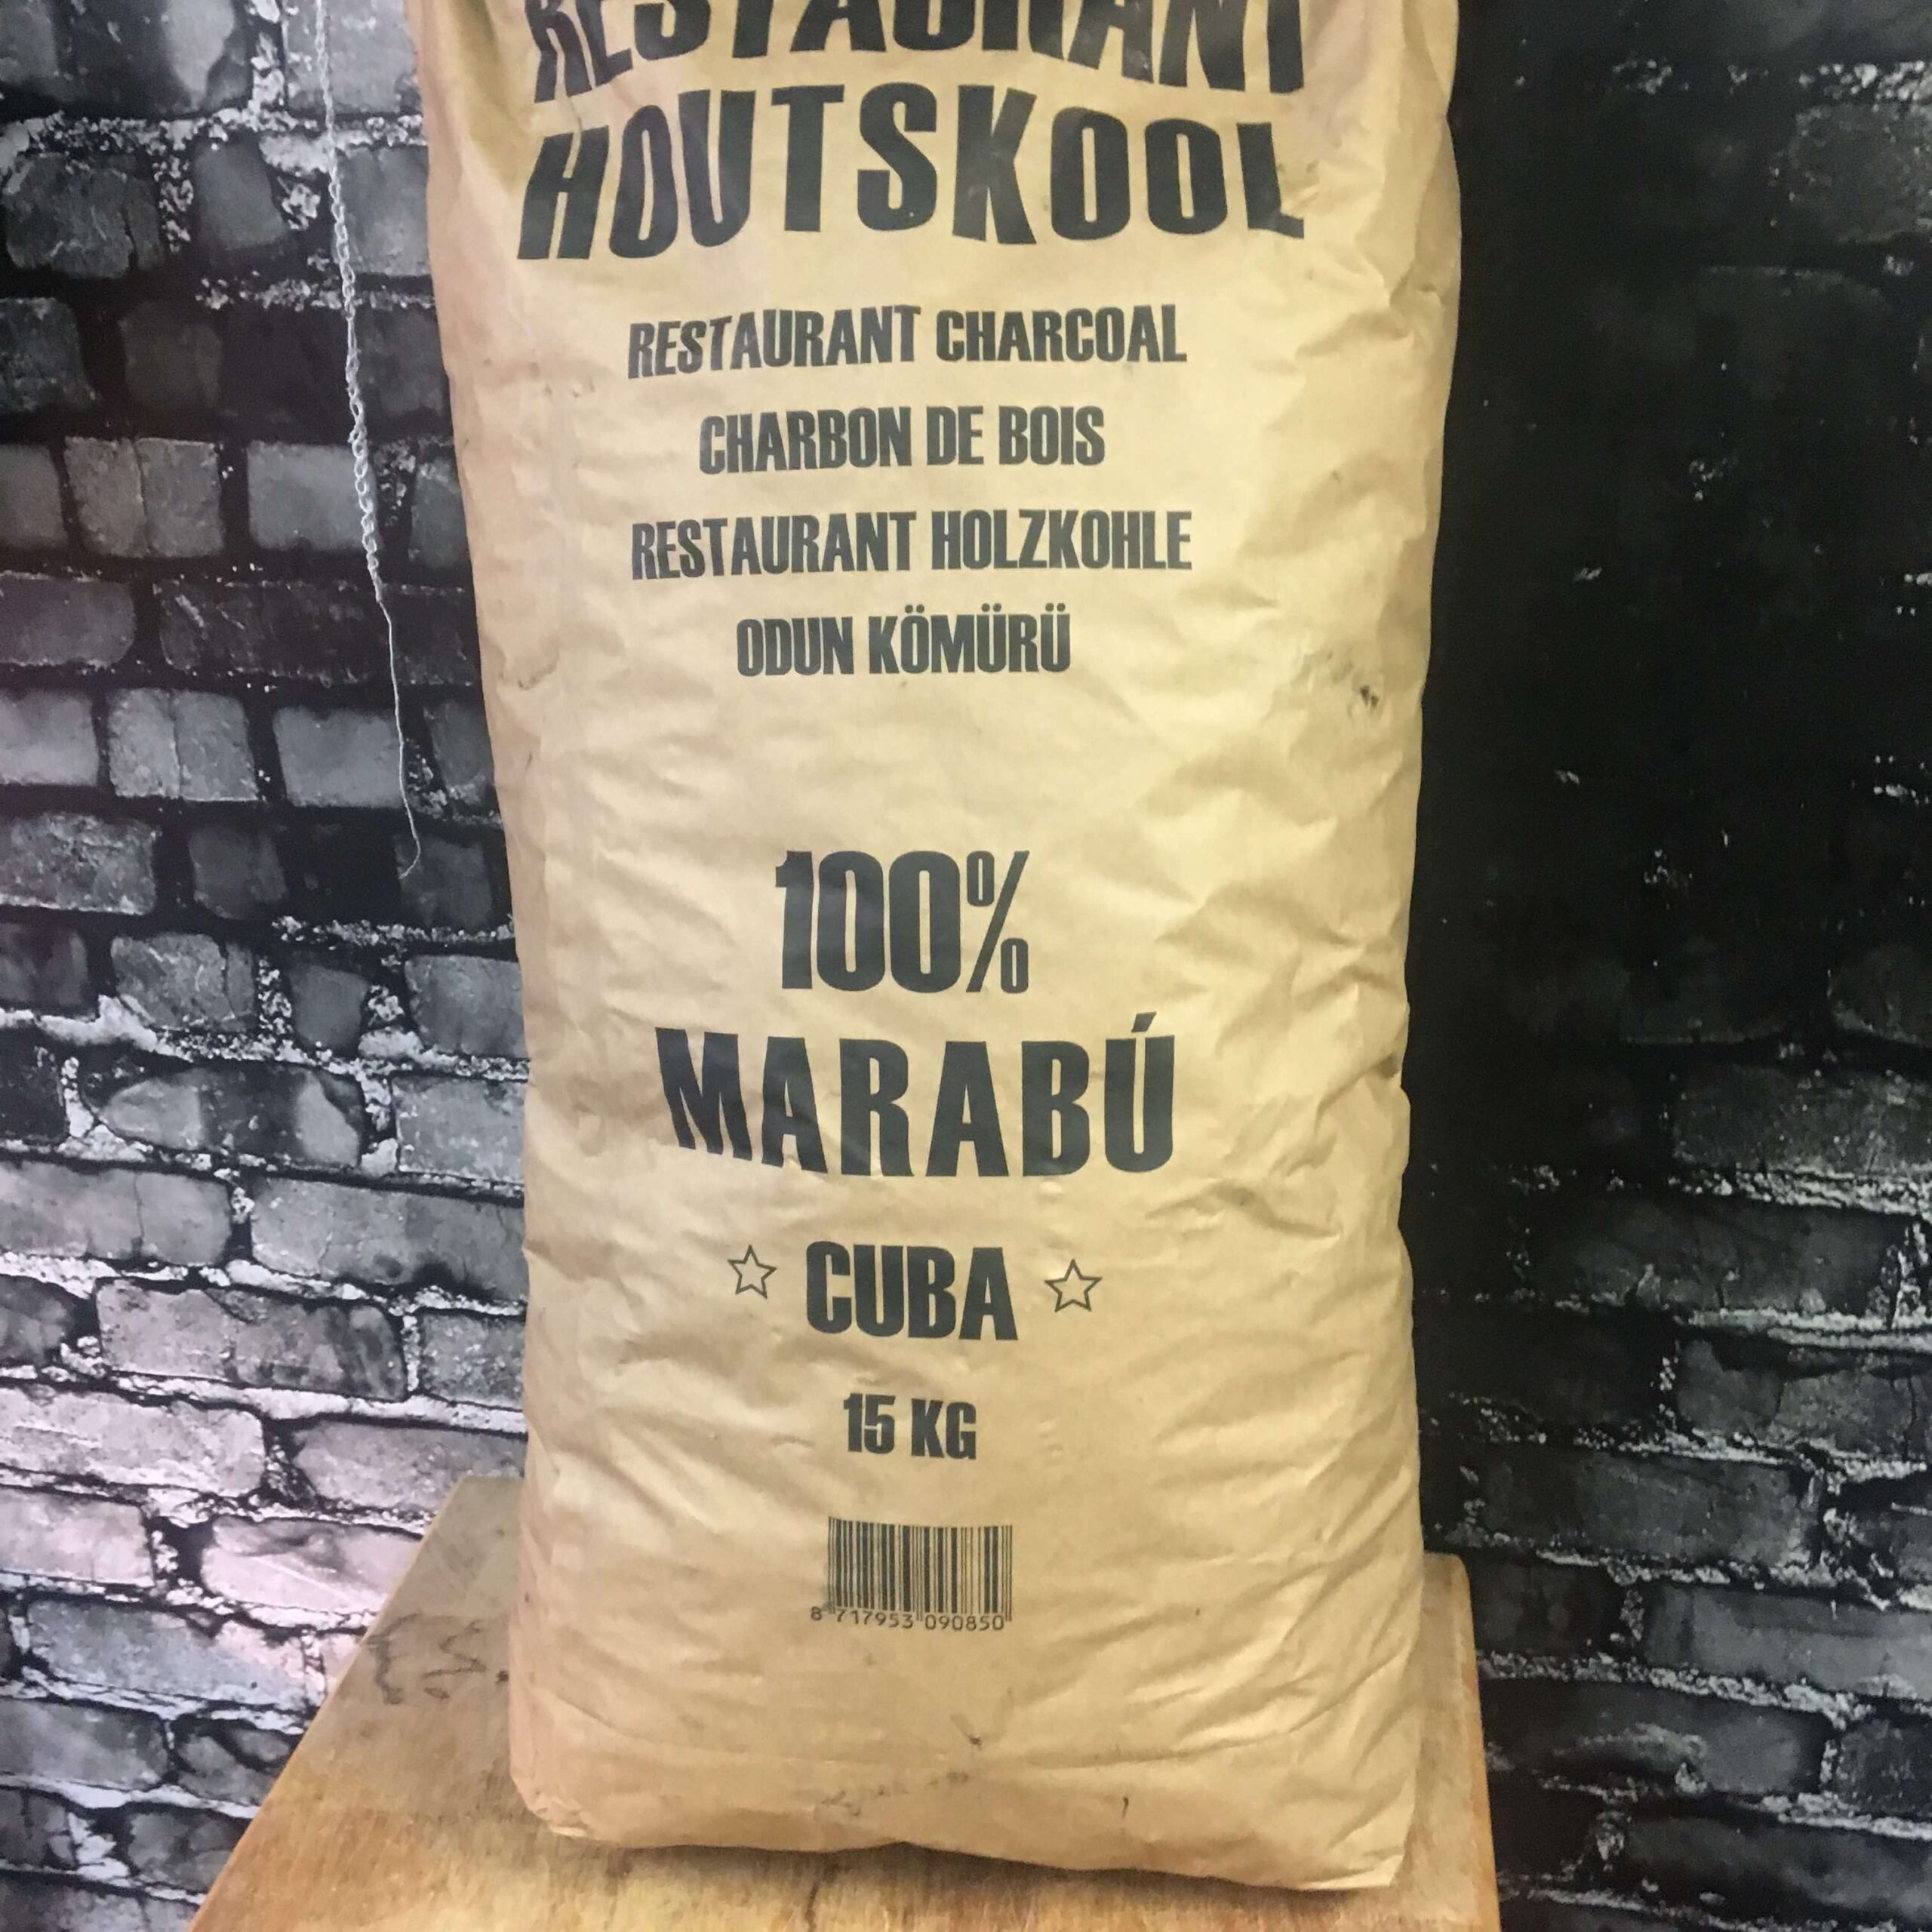 RESTAURANT
HOUTSKOOL
RESTAURANT CHARCOAL
CHARBON DE BOIS
RESTAURANT HOLZKOHLE
ODUN KÖMÜRÜ
100%
MARABÚ
☆ CUBA ☆
15 KG
8 717953 090850